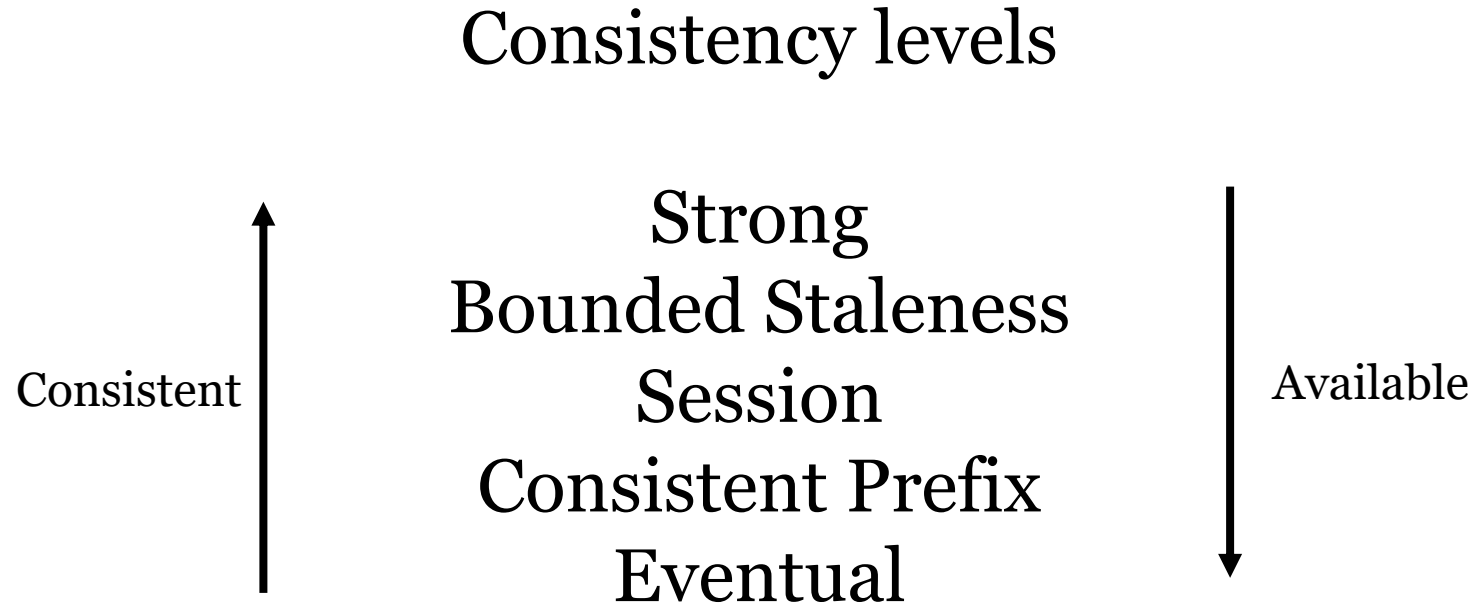 Consistency levels
Strong
Bounded Staleness
Session
Consistent
Available
Consistent Prefix
Eventual